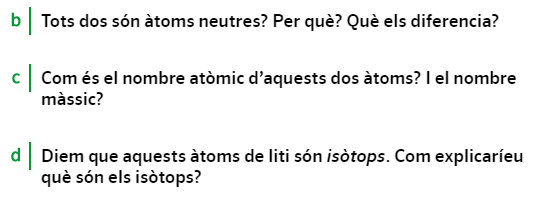 b Tots dos són àtoms neutres? Per què? Què els diferencia?
c Com és el nombre atòmic d'aquests dos àtoms? I el nombre
màssic?
d Diem que aquests àtoms de liti són isòtops. Com explicaríeu
què són els isòtops?